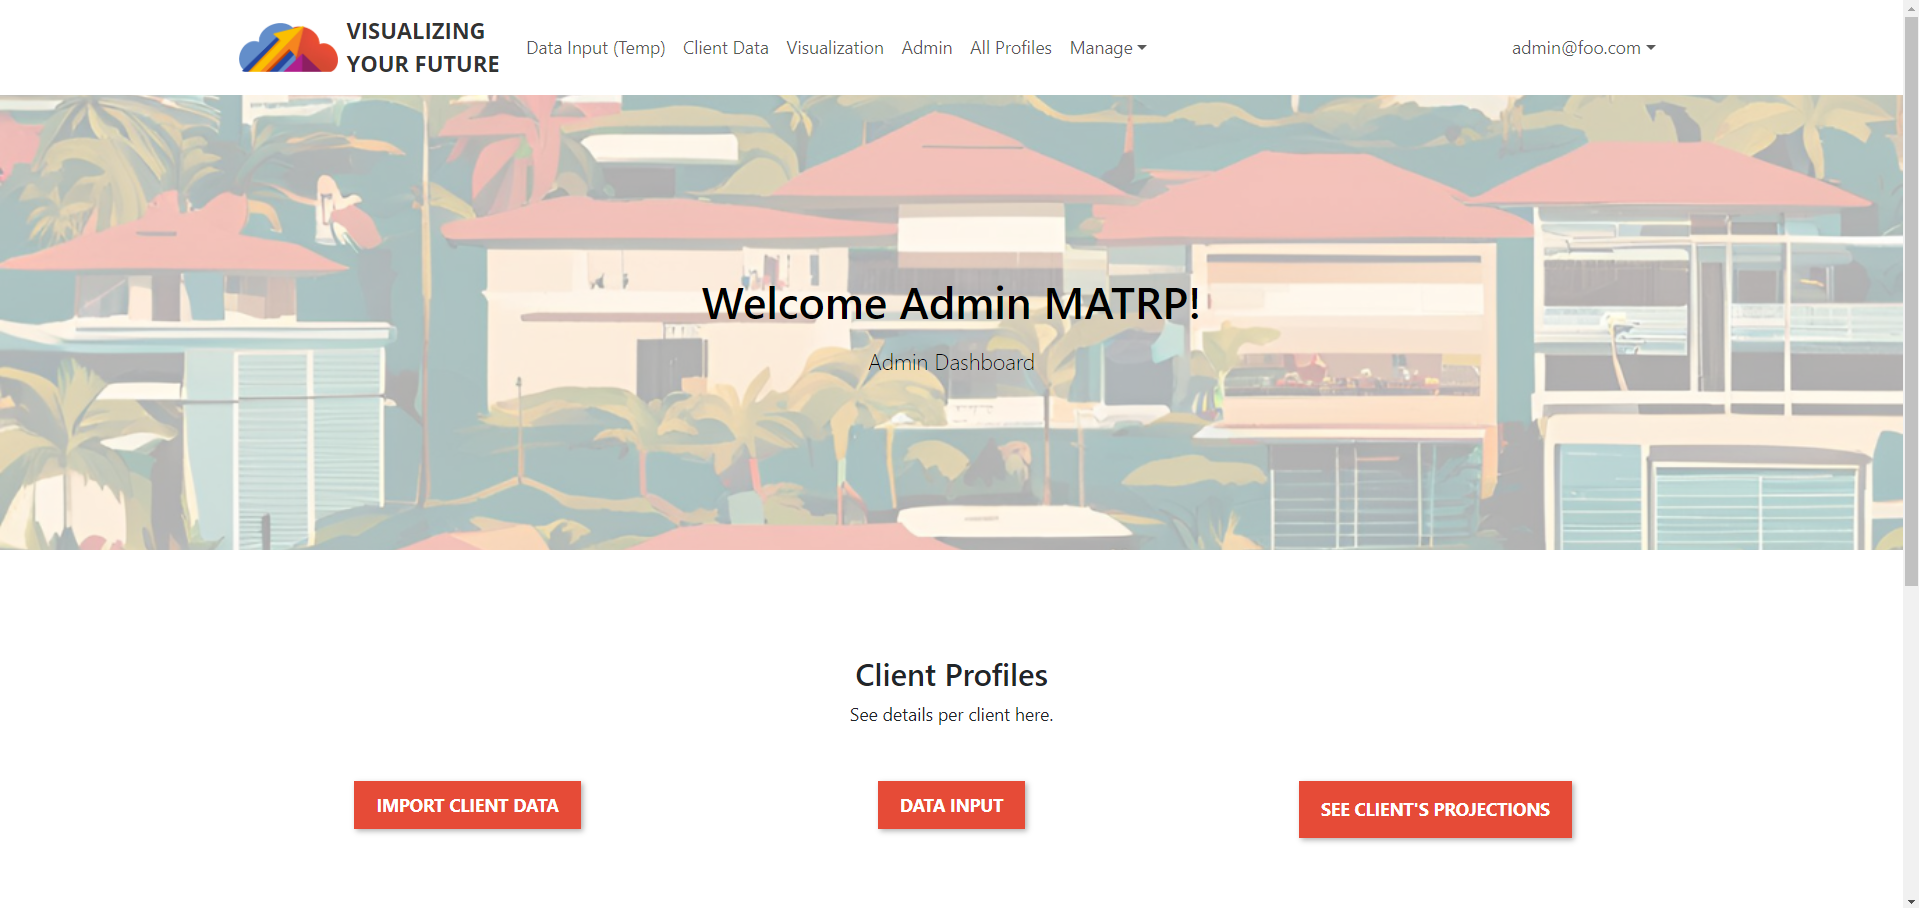 VISUALIZING
YOUR FUTURE
Data Input (Temp) Client Data Visualization Admin All Profiles Manage admin@foo.com
Welcome Admin MATRP!
Admin Dashboard
Client Profiles
See details per client here.
IMPORT CLIENT DATA DATA INPUT SEE CLIENT'S PROJECTIONS